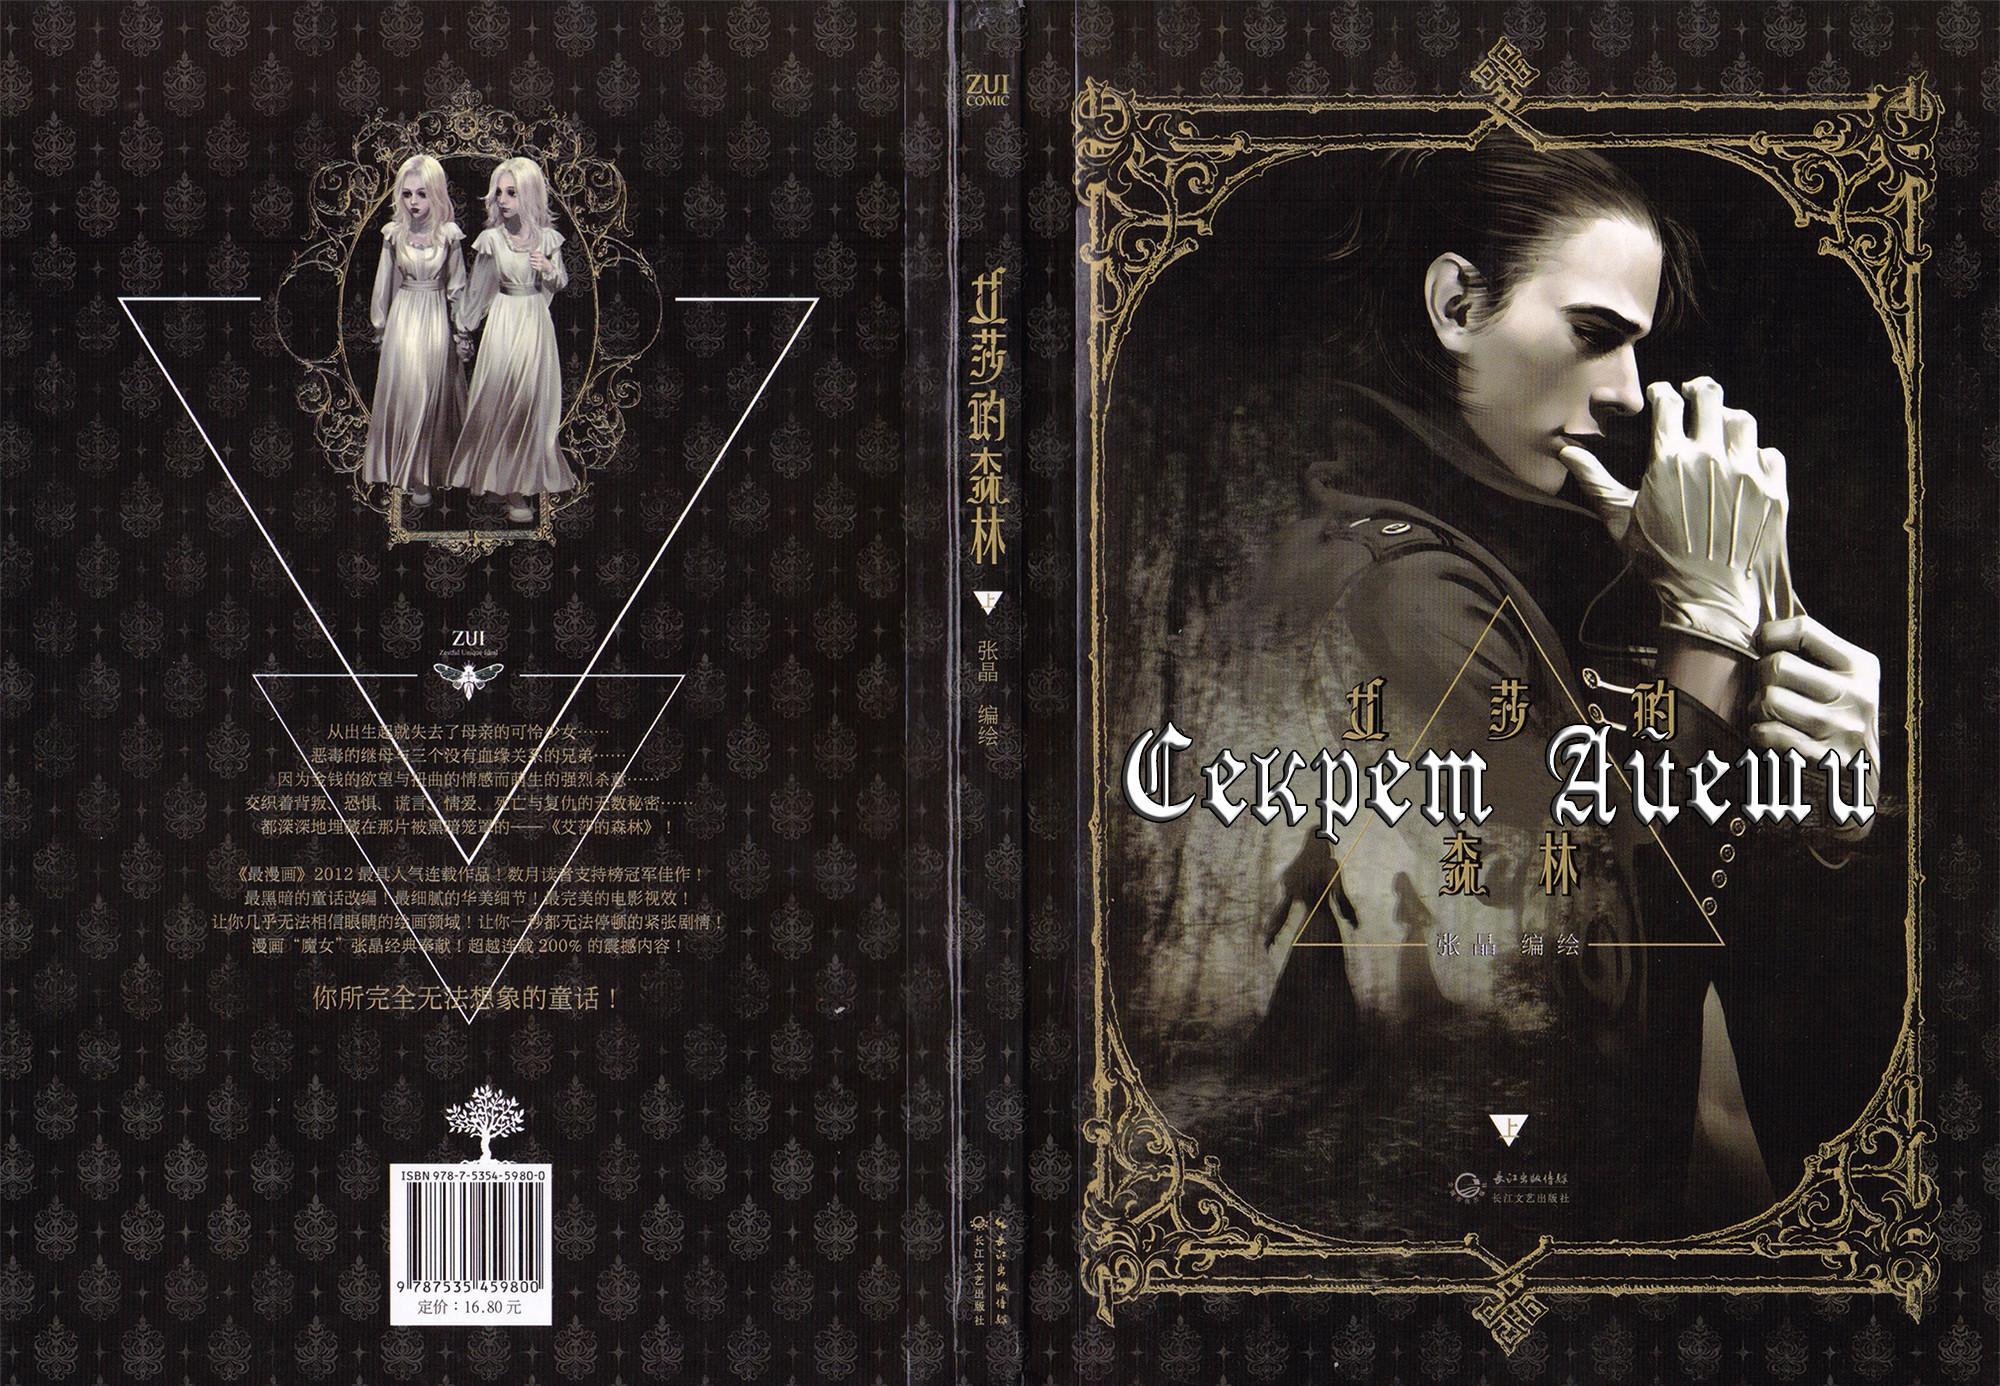 ZUI
Zestful Unique Ideal
从出生起就失去了母亲的可怜少女……
恶毒的继母与三个没有血缘关系的兄弟……
因为金钱的欲望与扭曲的情感而萌生的强烈杀意……
交织着背叛、恐惧、谎言、情爱、死亡与复仇的无数秘密……
都深深地埋藏在那片被黑暗笼罩的——《艾莎的森林》！
《最漫画》2012最具人气连载作品！数月读者支持榜冠军佳作！
最黑暗的童话改编！最细腻的华美细节！最完美的电影视效！
让你几乎无法相信眼睛的绘画领域！让你一秒都无法停顿的紧张剧情！
漫画“魔女”张晶经典奉献！超越连载200%的震撼内容！
你所完全无法想象的童话！
ISBN 978-7-5354-5980-0
9 787535 459800
定价：16.80元
ZUI
COMIC
艾莎的森林
上
张晶 编绘
长江出版传媒
长江文艺出版社
艾莎的
Секрет Айеши
森林
张晶 编绘
上
长江出版传媒
长江文艺出版社